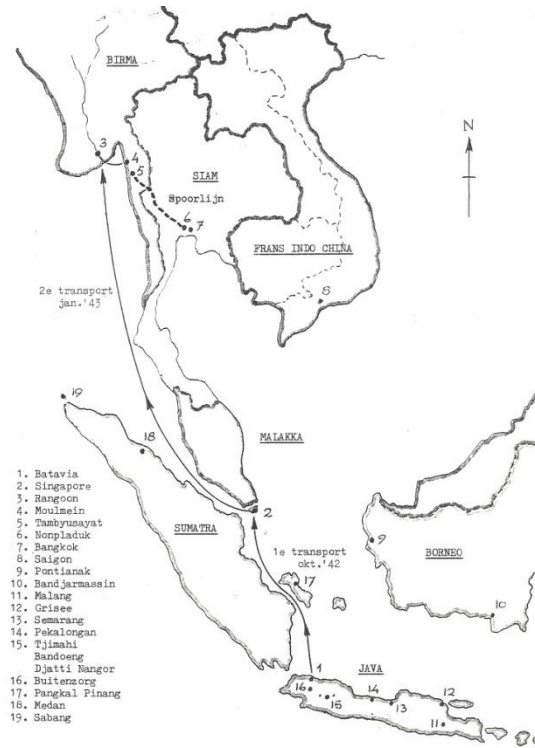 BIRMA
N
3
4
5
SIAM
Spoorlijn
6
7
FRANS INDO CHINA
8
2e transport
jan.'43
19
18
MALAKKA
2
SUMATRA
9
BORNEO
1e transport
okt.'42
17
10
JAVA
1
16
15
14
13
12
11
1. Batavia
2. Singapore
3. Rangoon
4. Moulmein
5. Tambyusayat
6. Nonpladuk
7. Bangkok
8. Saigon
9. Pontianak
10. Bandjarmassin
11. Malang
12. Grisee
13. Semarang
14. Pekalongan
15. Tjimahi
Bandoeng
Djatti Nangor
16. Buitenzorg
17. Pangkal Pinang
18. Medan
19. Sabang